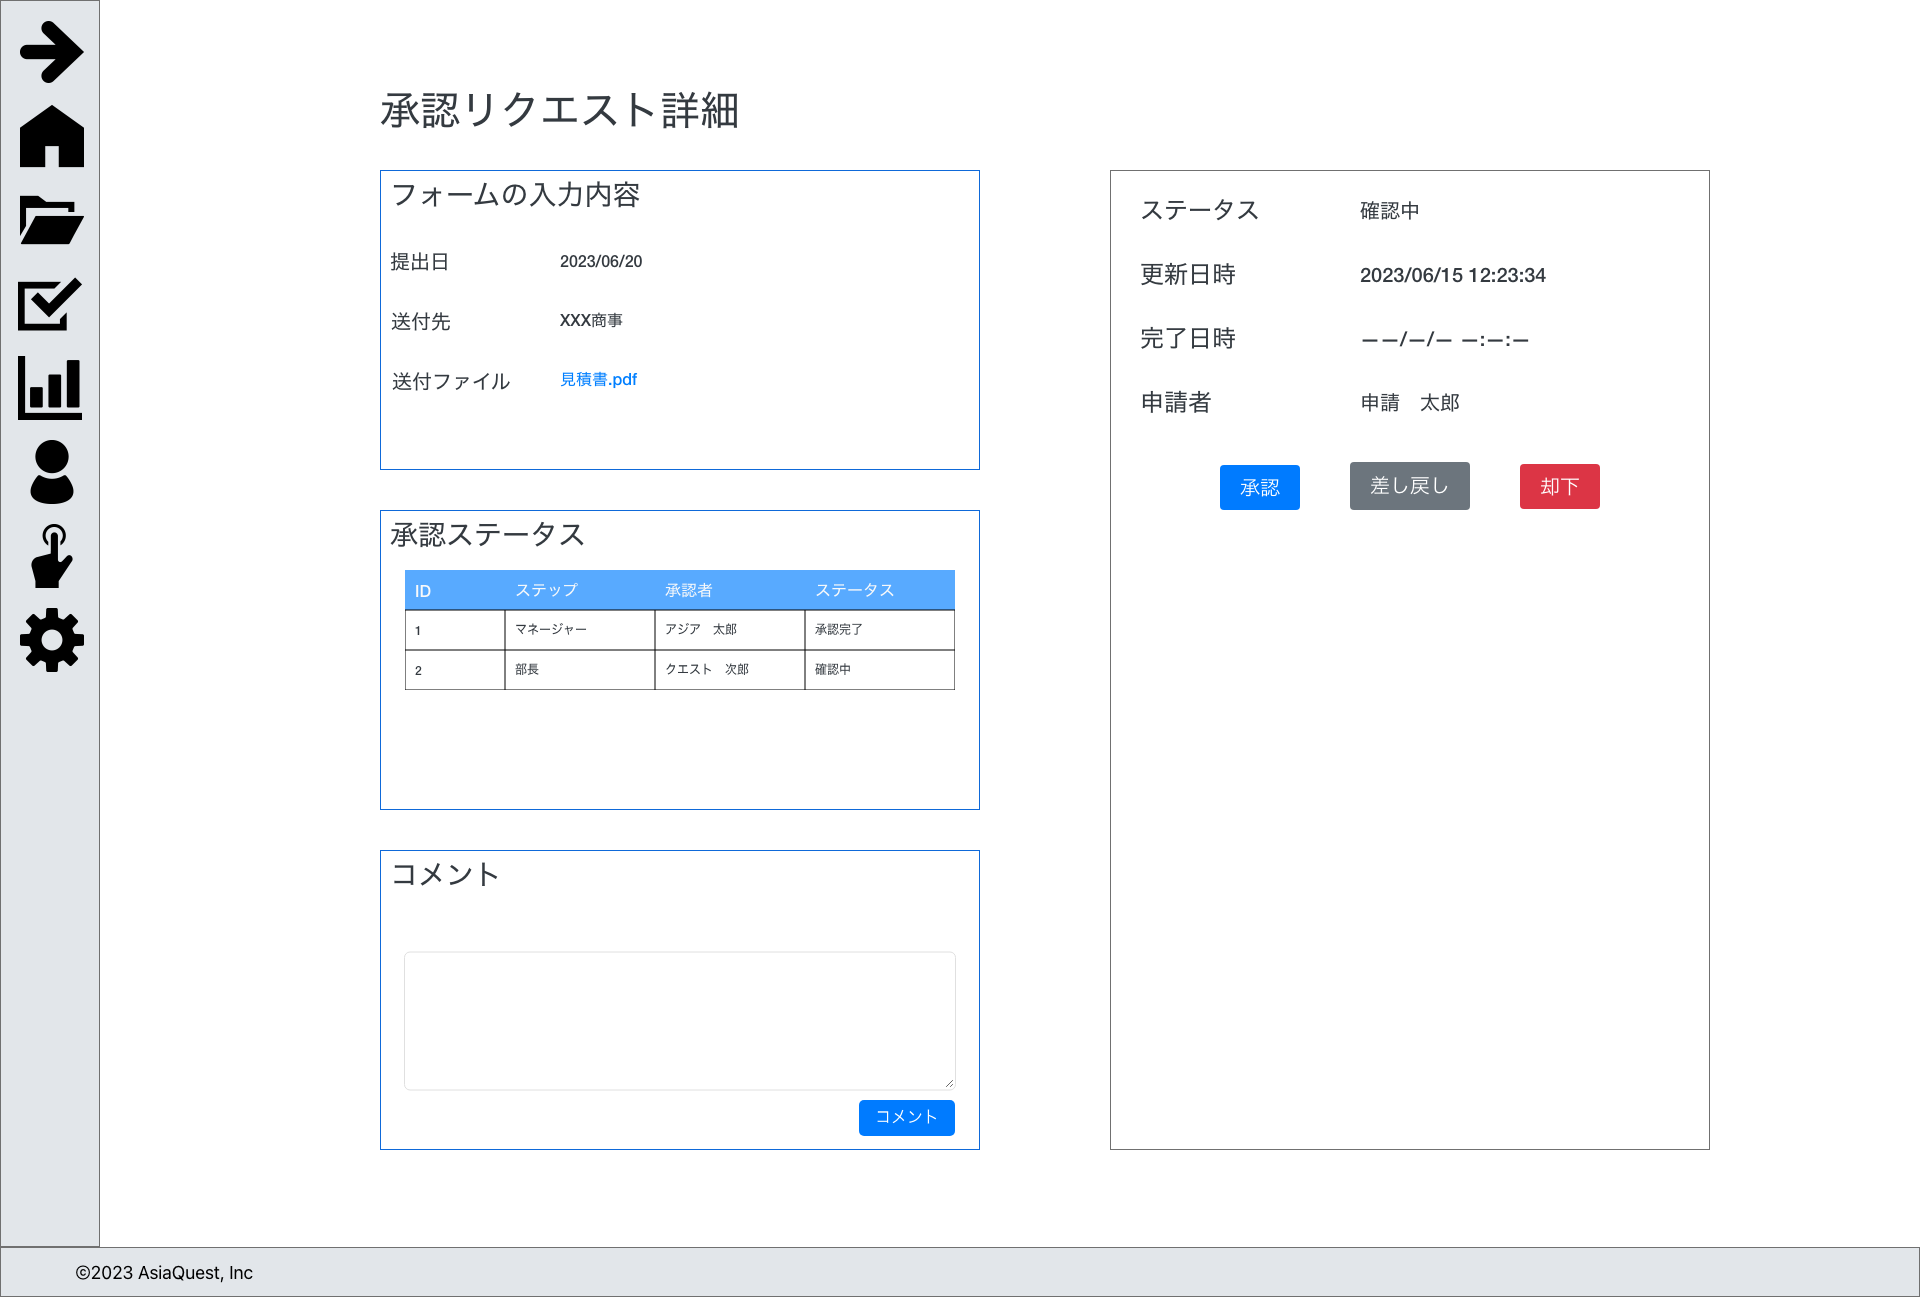 承認リクエスト詳細
フォームの入力内容
提出日 2023/06/20
送付先 XXX商事
送付ファイル 見積書.pdf
承認ステータス
ID ステップ 承認者 ステータス
1 マネージャー アジア　太郎 承認完了
2 部長 クエスト　次郎 確認中
コメント
コメント
ステータス 確認中
更新日時 2023/06/15 12:23:34
完了日時 ——/—/— —:—:—
申請者 申請　太郎
承認 差し戻し 却下
©2023 AsiaQuest, Inc